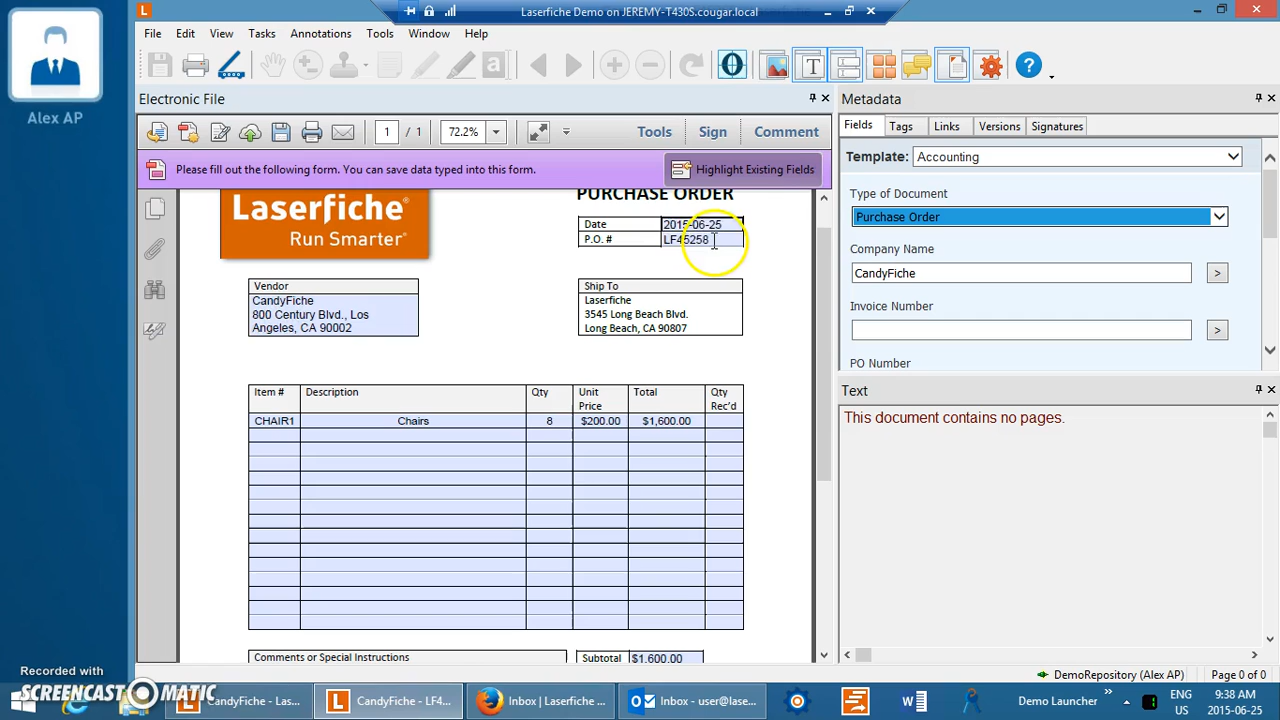 Laserfiche Demo on JEREMY-T430S.cougar.local
File Edit View Tasks Annotations Tools Window Help
Alex AP
Electronic File
1 / 1 72.2% Tools Sign Comment
Please fill out the following form. You can save data typed into this form. Highlight Existing Fields
Laserfiche®
Run Smarter®
PURCHASE ORDER
Date 2015-06-25
P.O. # LF45258
Vendor
CandyFiche
800 Century Blvd., Los
Angeles, CA 90002
Ship To
Laserfiche
3545 Long Beach Blvd.
Long Beach, CA 90807
Item # Description Qty Unit Price Total Qty Rec'd
CHAIR1 Chairs 8 $200.00 $1,600.00
Comments or Special Instructions Subtotal $1,600.00
Metadata
Fields Tags Links Versions Signatures
Template: Accounting
Type of Document
Purchase Order
Company Name
CandyFiche
Invoice Number
PO Number
Text
This document contains no pages.
DemoRepository (Alex AP) Page 0 of 0
Recorded with
SCREENCAST MATIC
CandyFiche - Las... CandyFiche - LF4... Inbox | Laserfiche ... Inbox - user@lase... Demo Launcher ENG US 9:38 AM 2015-06-25